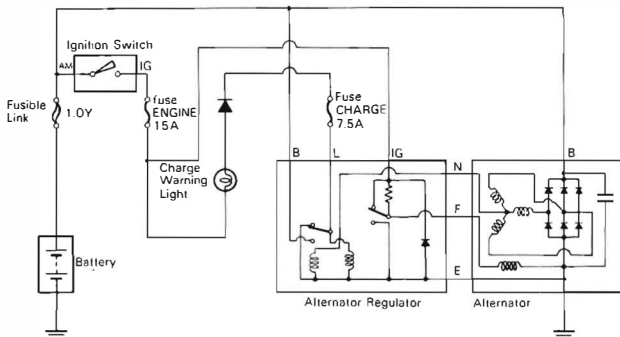 Ignition Switch
AM
IG
Fusible
Link
1.0Y
fuse
ENGINE
15A
Fuse
CHARGE
7.5A
Charge
Warning
Light
B
L
IG
N
F
E
B
Battery
Alternator Regulator
Alternator